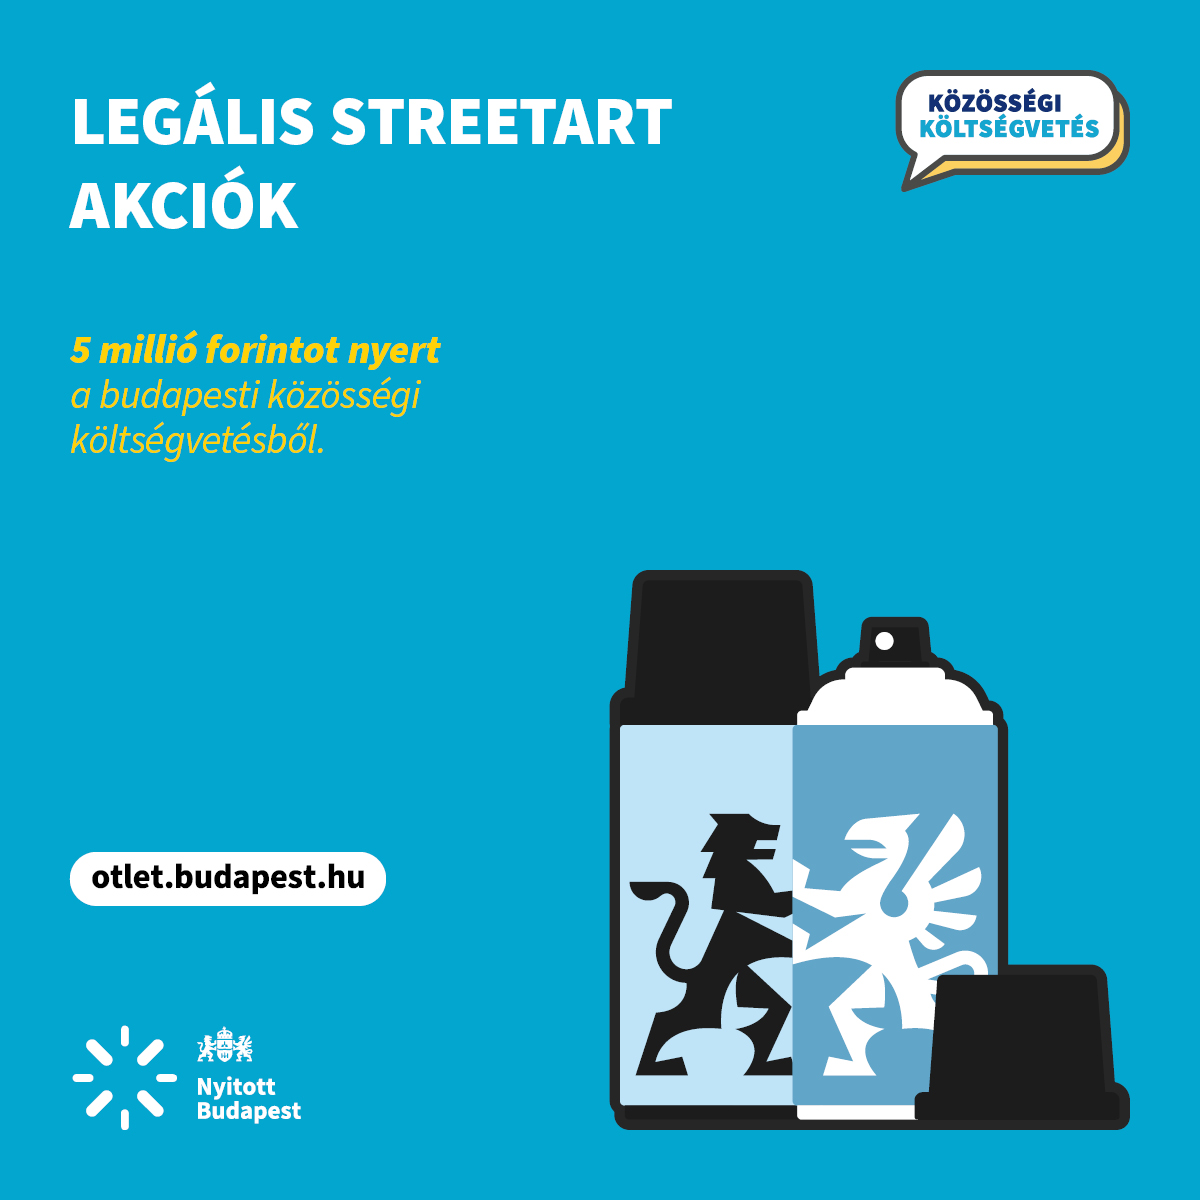 LEGÁLIS STREETART
AKCIÓK
KÖZÖSSÉGI
KÖLTSÉGVETÉS
5 millió forintot nyert
a budapesti közösségi
költségvetésből.
otlet.budapest.hu
Nyitott
Budapest